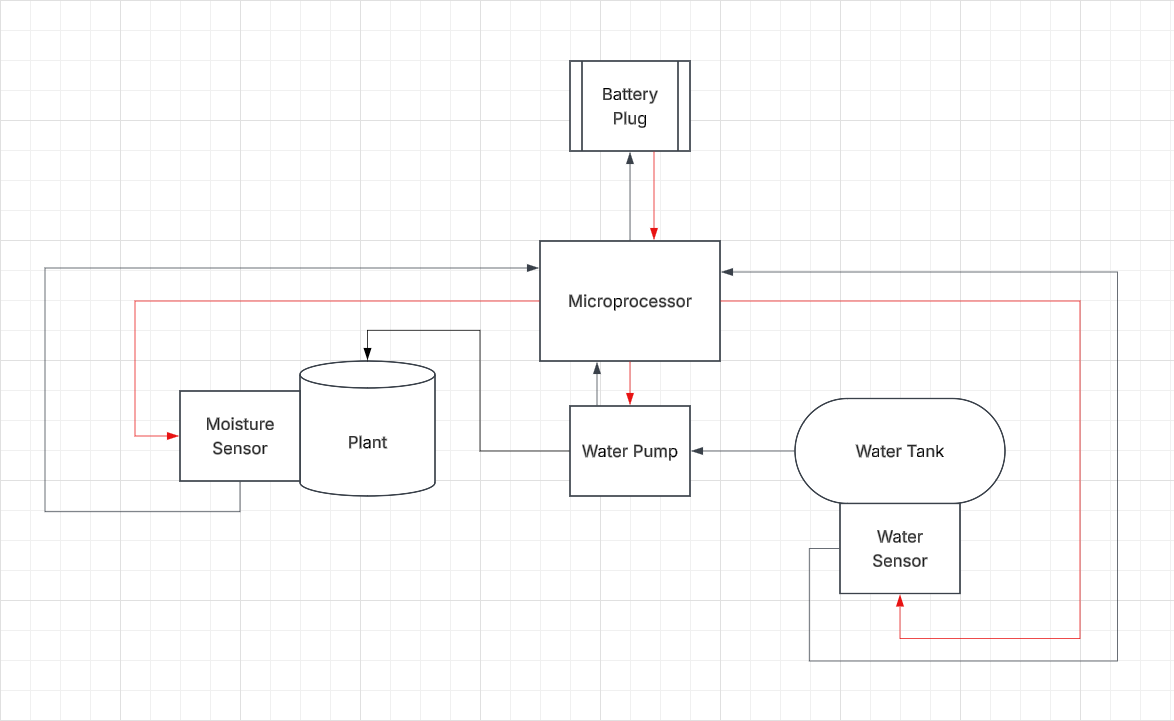 Battery
Plug
Microprocessor
Moisture
Sensor
Plant
Water Pump
Water Tank
Water
Sensor